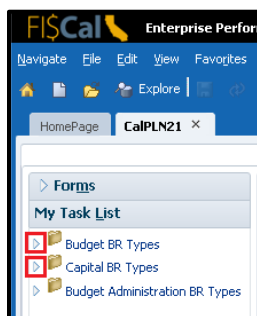 FI$Cal Enterprise Perfor
Navigate File Edit View Favorites
Explore
HomePage CalPLN21 ×
Forms
My Task List
Budget BR Types
Capital BR Types
Budget Administration BR Types